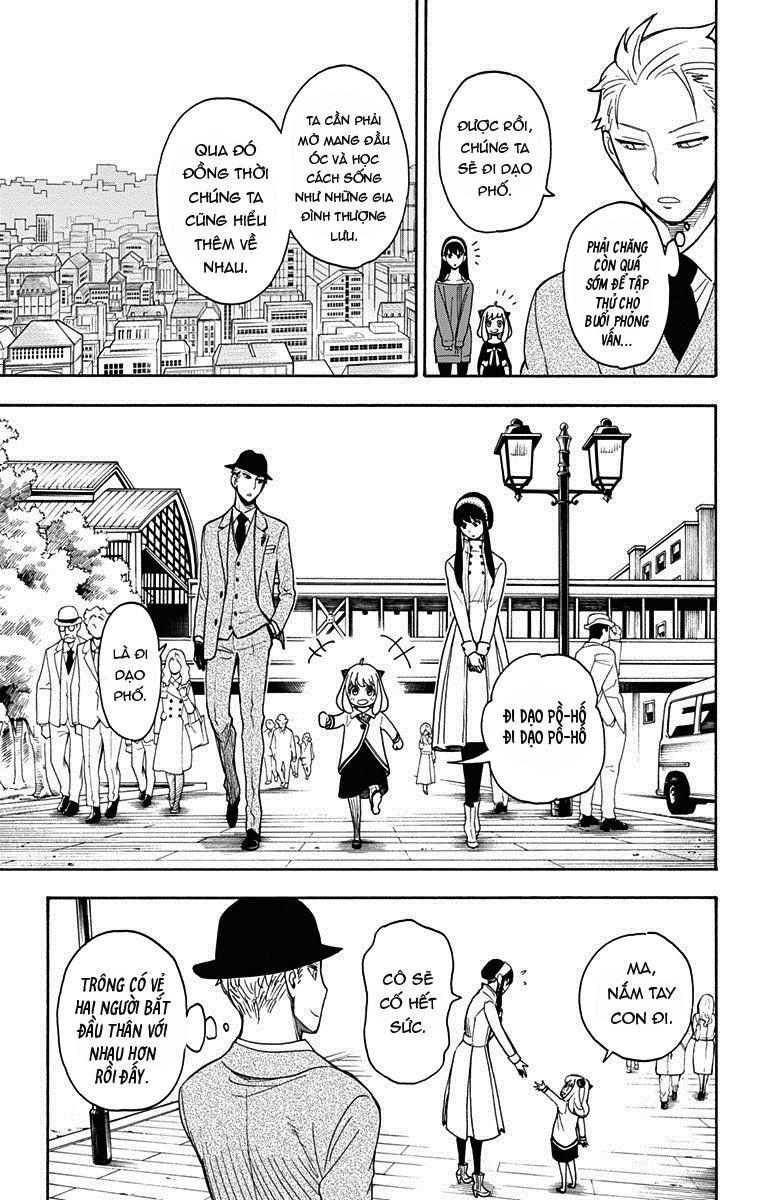 ĐƯỢC RỒI,
CHÚNG TA
SẼ ĐI DẠO
PHỐ.
PHẢI CHĂNG
CÒN QUÁ
SỚM ĐỂ TẬP
THỬ CHO
BUỔI PHỎNG
VẤN...
TA CẦN PHẢI
MỞ MANG ĐẦU
ÓC VÀ HỌC
CÁCH SỐNG
NHƯ NHỮNG GIA
ĐÌNH THƯỢNG
LƯU.
QUA ĐÓ
ĐỒNG THỜI
CHÚNG TA
CŨNG HIỂU
THÊM VỀ
NHAU.
ĐI DẠO PỒ-HỐ
ĐI DẠO PÔ-HÔ
LÀ ĐI
DẠO
PHỐ.
MA,
NẮM TAY
CON ĐI.
CÔ SẼ
CỐ HẾT
SỨC.
TRÔNG CÓ VẺ
HAI NGƯỜI BẮT
ĐẦU THÂN VỚI
NHAU HƠN
RỒI ĐẤY.